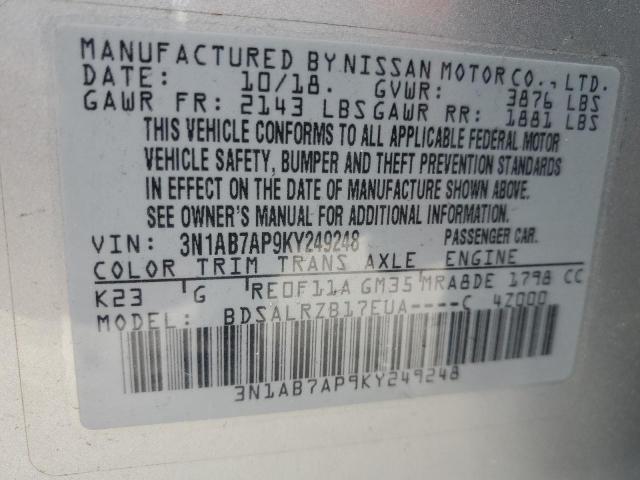 MANUFACTURED BY NISSAN MOTOR CO., LTD.
DATE: 10/18. GVWR: 3876 LBS
GAWR FR: 2143 LBS GAWR RR: 1881 LBS
THIS VEHICLE CONFORMS TO ALL APPLICABLE FEDERAL MOTOR
VEHICLE SAFETY, BUMPER AND THEFT PREVENTION STANDARDS
IN EFFECT ON THE DATE OF MANUFACTURE SHOWN ABOVE.
SEE OWNER'S MANUAL FOR ADDITIONAL INFORMATION.
VIN: 3N1AB7AP9KY249248 PASSENGER CAR.
COLOR TRIM TRANS AXLE ENGINE
K23 G RE0F11A GM35 MRA8DE 1798 CC
MODEL: BDSALRZB17EUA----C 4Z000
3N1AB7AP9KY249248